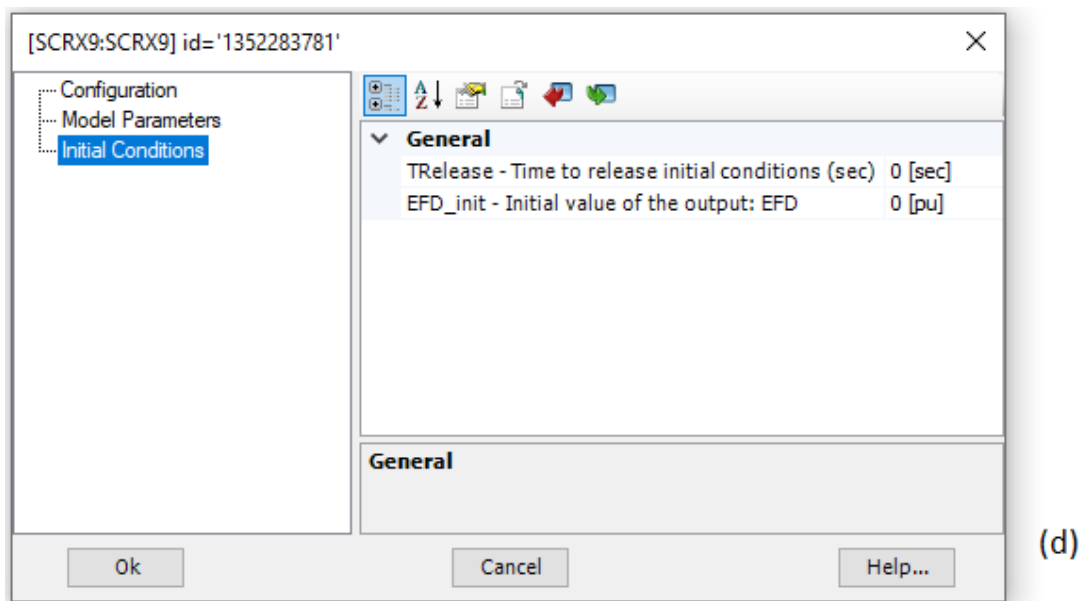 [SCRX9:SCRX9] id='1352283781'
Configuration
Model Parameters
Initial Conditions
General
TRelease - Time to release initial conditions (sec) 0 [sec]
EFD_init - Initial value of the output: EFD 0 [pu]
General
Ok Cancel Help...
(d)